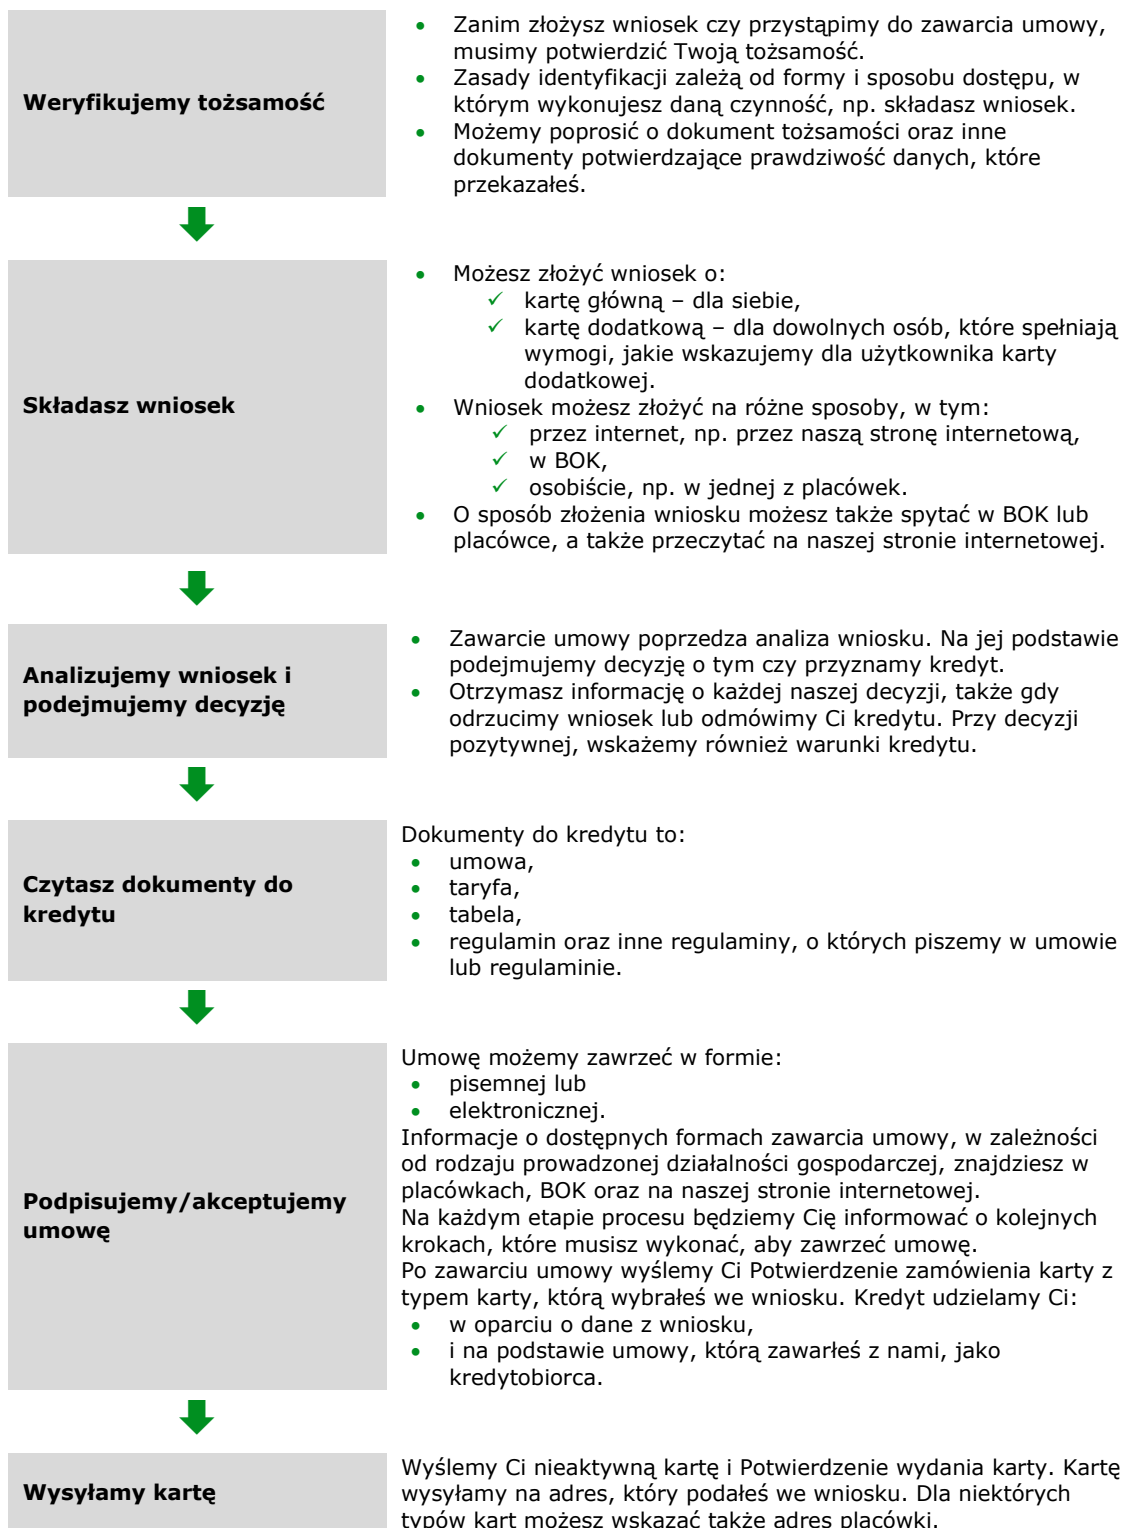 Weryfikujemy tożsamość
• Zanim złożysz wniosek czy przystąpimy do zawarcia umowy,
musimy potwierdzić Twoją tożsamość.
• Zasady identyfikacji zależą od formy i sposobu dostępu, w
którym wykonujesz daną czynność, np. składasz wniosek.
• Możemy poprosić o dokument tożsamości oraz inne
dokumenty potwierdzające prawdziwość danych, które
przekazałeś.
Składasz wniosek
• Możesz złożyć wniosek o:
✓ kartę główną – dla siebie,
✓ kartę dodatkową – dla dowolnych osób, które spełniają
wymogi, jakie wskazujemy dla użytkownika karty
dodatkowej.
• Wniosek możesz złożyć na różne sposoby, w tym:
✓ przez internet, np. przez naszą stronę internetową,
✓ w BOK,
✓ osobiście, np. w jednej z placówek.
• O sposób złożenia wniosku możesz także spytać w BOK lub
placówce, a także przeczytać na naszej stronie internetowej.
Analizujemy wniosek i
podejmujemy decyzję
• Zawarcie umowy poprzedza analiza wniosku. Na jej podstawie
podejmujemy decyzję o tym czy przyznamy kredyt.
• Otrzymasz informację o każdej naszej decyzji, także gdy
odrzucimy wniosek lub odmówimy Ci kredytu. Przy decyzji
pozytywnej, wskażemy również warunki kredytu.
Czytasz dokumenty do
kredytu
Dokumenty do kredytu to:
• umowa,
• taryfa,
• tabela,
• regulamin oraz inne regulaminy, o których piszemy w umowie
lub regulaminie.
Podpisujemy/akceptujemy
umowę
Umowę możemy zawrzeć w formie:
• pisemnej lub
• elektronicznej.
Informacje o dostępnych formach zawarcia umowy, w zależności
od rodzaju prowadzonej działalności gospodarczej, znajdziesz w
placówkach, BOK oraz na naszej stronie internetowej.
Na każdym etapie procesu będziemy Cię informować o kolejnych
krokach, które musisz wykonać, aby zawrzeć umowę.
Po zawarciu umowy wyślemy Ci Potwierdzenie zamówienia karty z
typem karty, którą wybrałeś we wniosku. Kredyt udzielamy Ci:
• w oparciu o dane z wniosku,
• i na podstawie umowy, którą zawarłeś z nami, jako
kredytobiorca.
Wysyłamy kartę
Wyślemy Ci nieaktywną kartę i Potwierdzenie wydania karty. Kartę
wysyłamy na adres, który podałeś we wniosku. Dla niektórych
typów kart możesz wskazać także adres placówki.